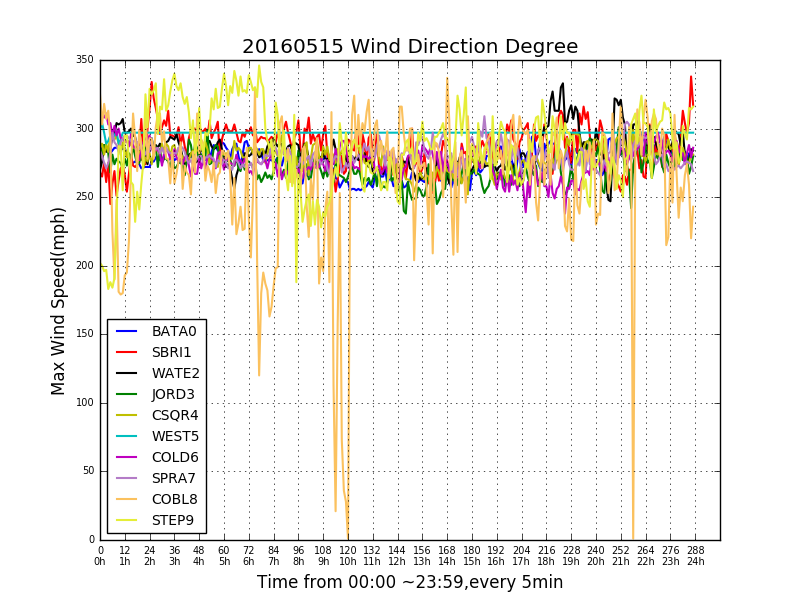 20160515 Wind Direction Degree
Max Wind Speed(mph)
350
300
250
200
150
100
50
0
BATA0
SBRI1
WATE2
JORD3
CSQR4
WEST5
COLD6
SPRA7
COBL8
STEP9
0 12 24 36 48 60 72 84 96 108 120 132 144 156 168 180 192 204 216 228 240 252 264 276 288
0h 1h 2h 3h 4h 5h 6h 7h 8h 9h 10h 11h 12h 13h 14h 15h 16h 17h 18h 19h 20h 21h 22h 23h 24h
Time from 00:00 ~23:59,every 5min